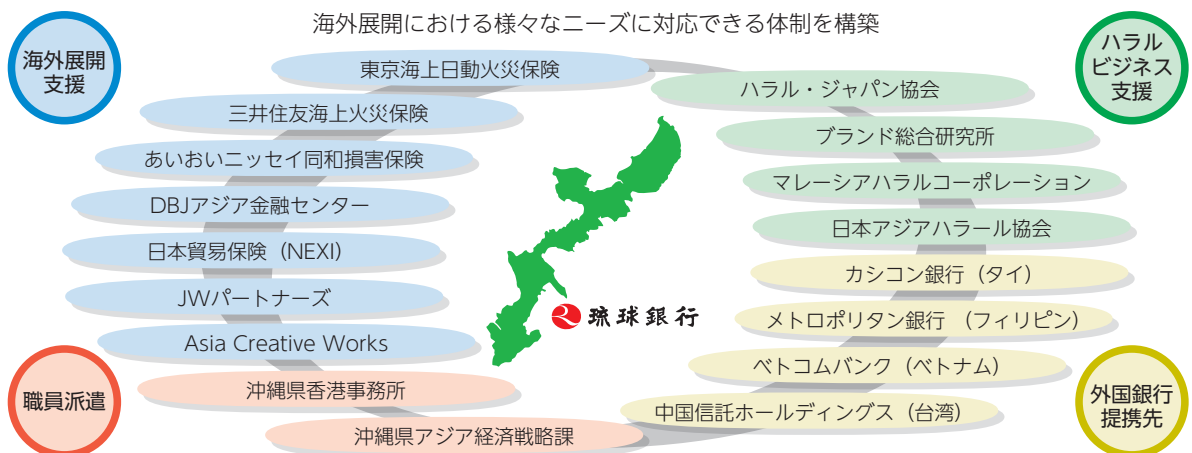 海外展開における様々なニーズに対応できる体制を構築
海外展開
支援
東京海上日動火災保険
三井住友海上火災保険
あいおいニッセイ同和損害保険
DBJアジア金融センター
日本貿易保険（NEXI）
JWパートナーズ
Asia Creative Works
職員派遣
沖縄県香港事務所
沖縄県アジア経済戦略課
琉球銀行
ハラル
ビジネス
支援
ハラル・ジャパン協会
ブランド総合研究所
マレーシアハラルコーポレーション
日本アジアハラール協会
カシコン銀行（タイ）
メトロポリタン銀行 （フィリピン）
ベトコムバンク（ベトナム）
中国信託ホールディングス（台湾）
外国銀行
提携先